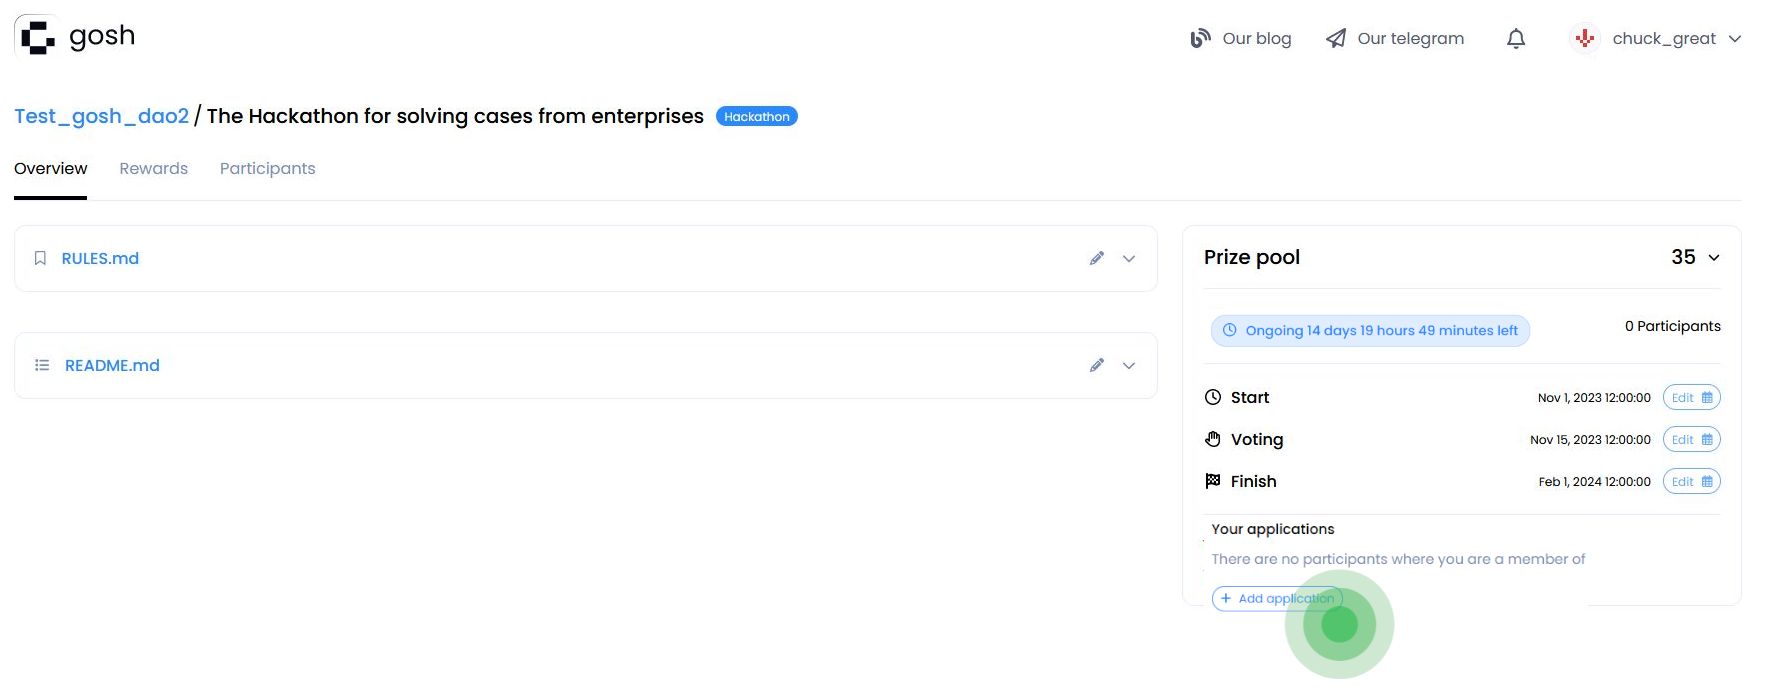 gosh
Our blog
Our telegram
chuck_great
Test_gosh_dao2 / The Hackathon for solving cases from enterprises Hackathon
Overview Rewards Participants
RULES.md
README.md
Prize pool 35
Ongoing 14 days 19 hours 49 minutes left
0 Participants
Start Nov 1, 2023 12:00:00 Edit
Voting Nov 15, 2023 12:00:00 Edit
Finish Feb 1, 2024 12:00:00 Edit
Your applications
There are no participants where you are a member of
+ Add application